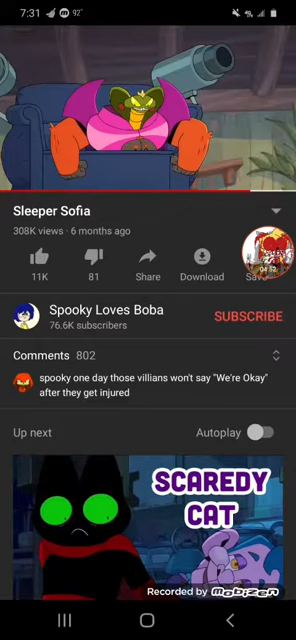 7:31 92°
Sleeper Sofia
308K views · 6 months ago
11K 81 Share Download
04:52
Spooky Loves Boba SUBSCRIBE
76.6K subscribers
Comments 802
spooky one day those villians won't say "We're Okay"
after they get injured
Up next Autoplay
SCAREDY
CAT
Recorded by mobizen